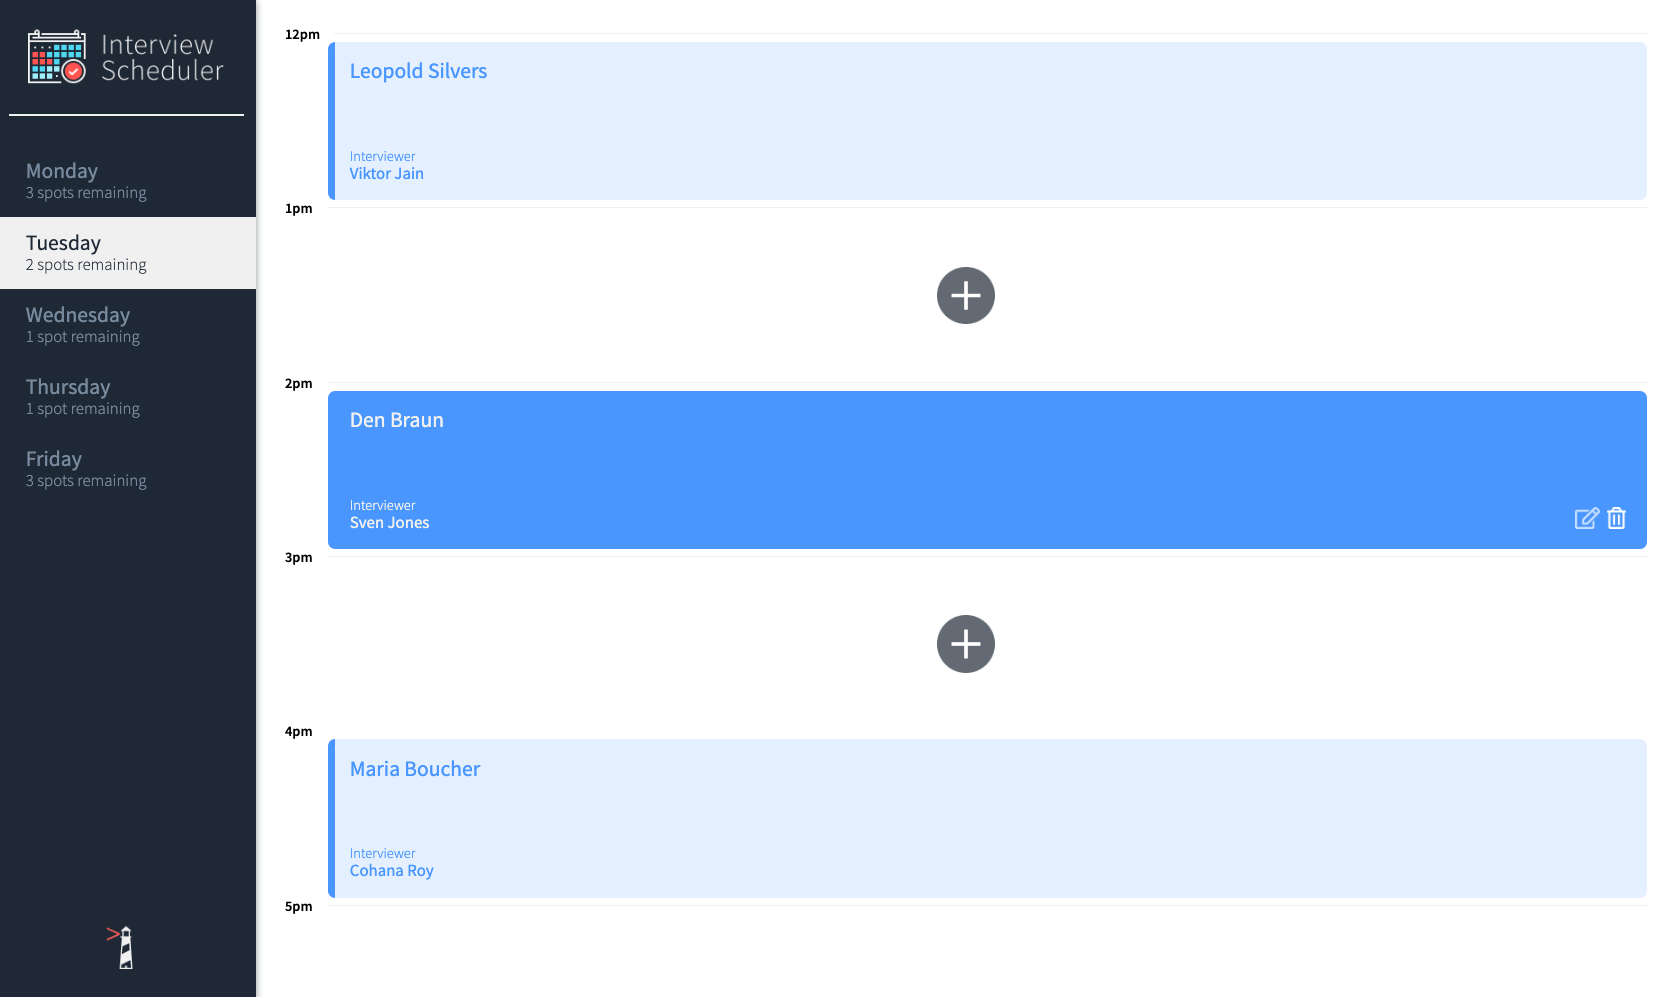 Interview
Scheduler
Monday
3 spots remaining
Tuesday
2 spots remaining
Wednesday
1 spot remaining
Thursday
1 spot remaining
Friday
3 spots remaining
12pm
Leopold Silvers
Interviewer
Viktor Jain
1pm
2pm
Den Braun
Interviewer
Sven Jones
3pm
4pm
Maria Boucher
Interviewer
Cohana Roy
5pm